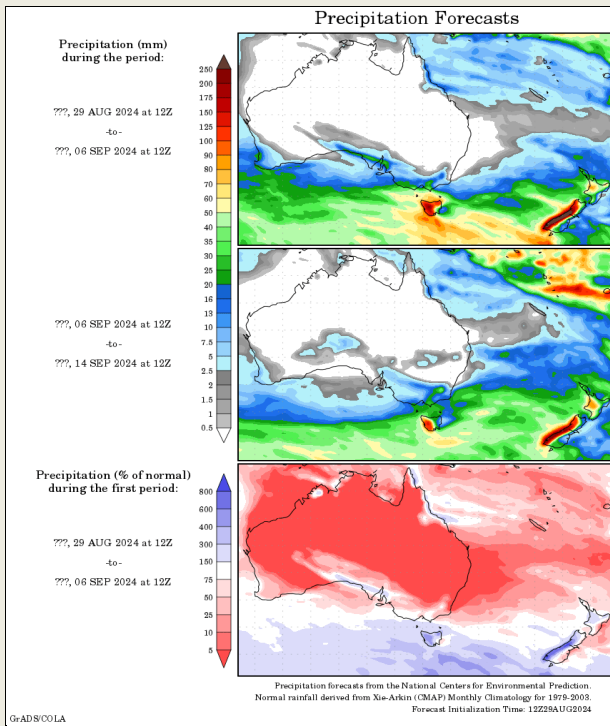 Precipitation Forecasts
Precipitation (mm)
during the period:
???, 29 AUG 2024 at 12Z
-to-
???, 06 SEP 2024 at 12Z
250
200
175
150
125
100
90
80
70
60
50
40
35
30
25
20
16
13
10
7.5
5
2.5
2
1.5
1
0.5
???, 06 SEP 2024 at 12Z
-to-
???, 14 SEP 2024 at 12Z
Precipitation (% of normal)
during the first period:
???, 29 AUG 2024 at 12Z
-to-
???, 06 SEP 2024 at 12Z
800
600
400
300
150
75
50
25
10
5
Precipitation forecasts from the National Centers for Environmental Prediction.
Normal rainfall derived from Xie-Arkin (CMAP) Monthly Climatology for 1979-2003.
Forecast Initialization Time: 12Z29AUG2024
GrADS/COLA